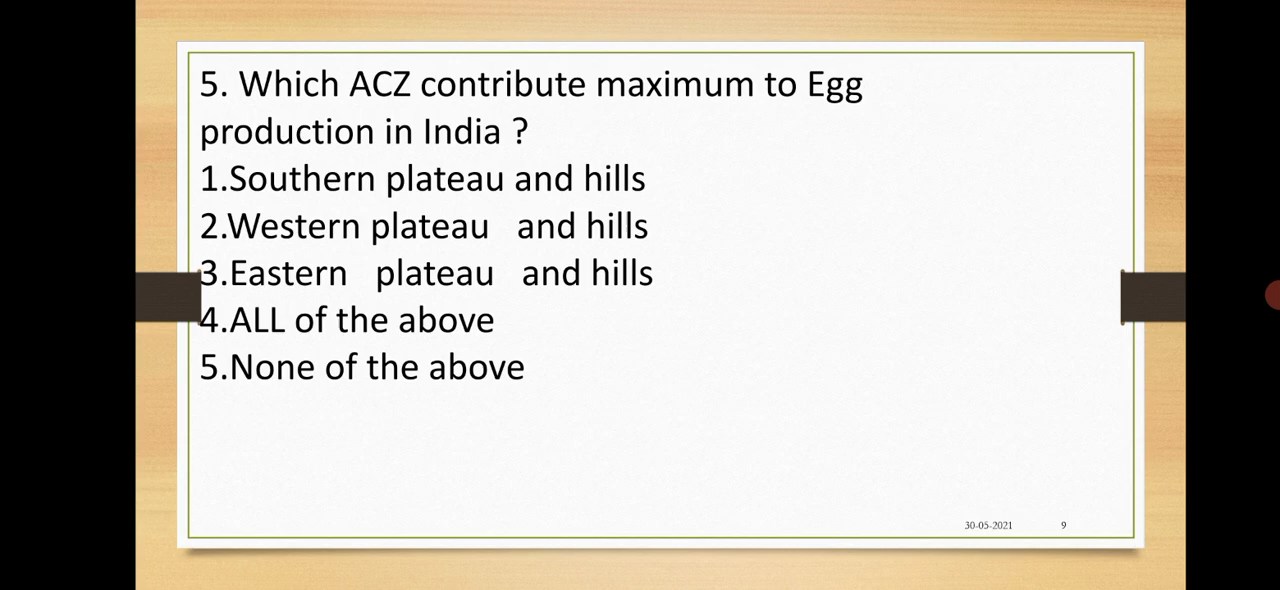 5. Which ACZ contribute maximum to Egg
production in India ?
1.Southern plateau and hills
2.Western plateau   and hills
3.Eastern   plateau   and hills
4.ALL of the above
5.None of the above
30-05-2021 9